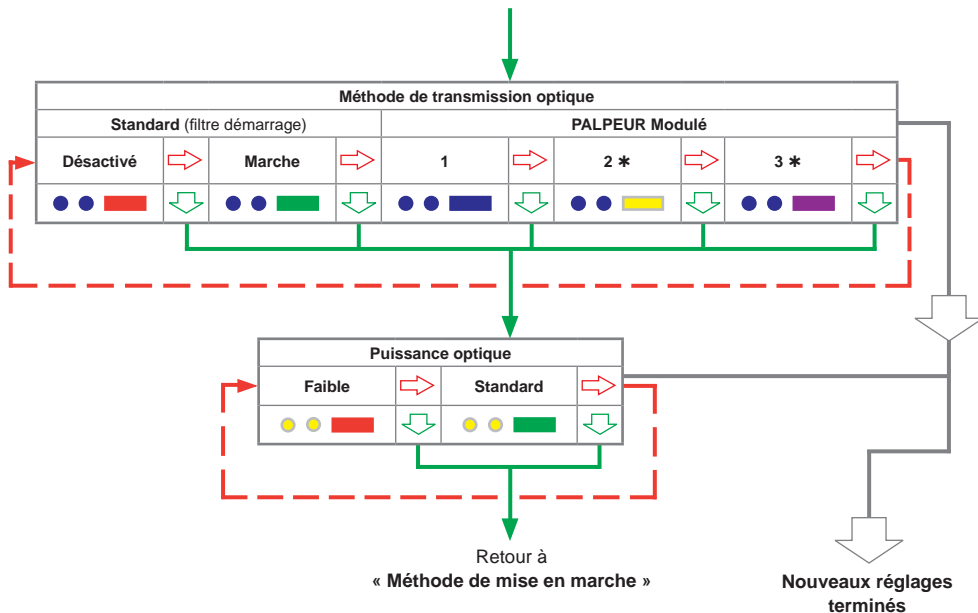 Méthode de transmission optique
Standard (filtre démarrage) PALPEUR Modulé
Désactivé Marche 1 2 * 3 *
Puissance optique
Faible Standard
Retour à
« Méthode de mise en marche »
Nouveaux réglages
terminés